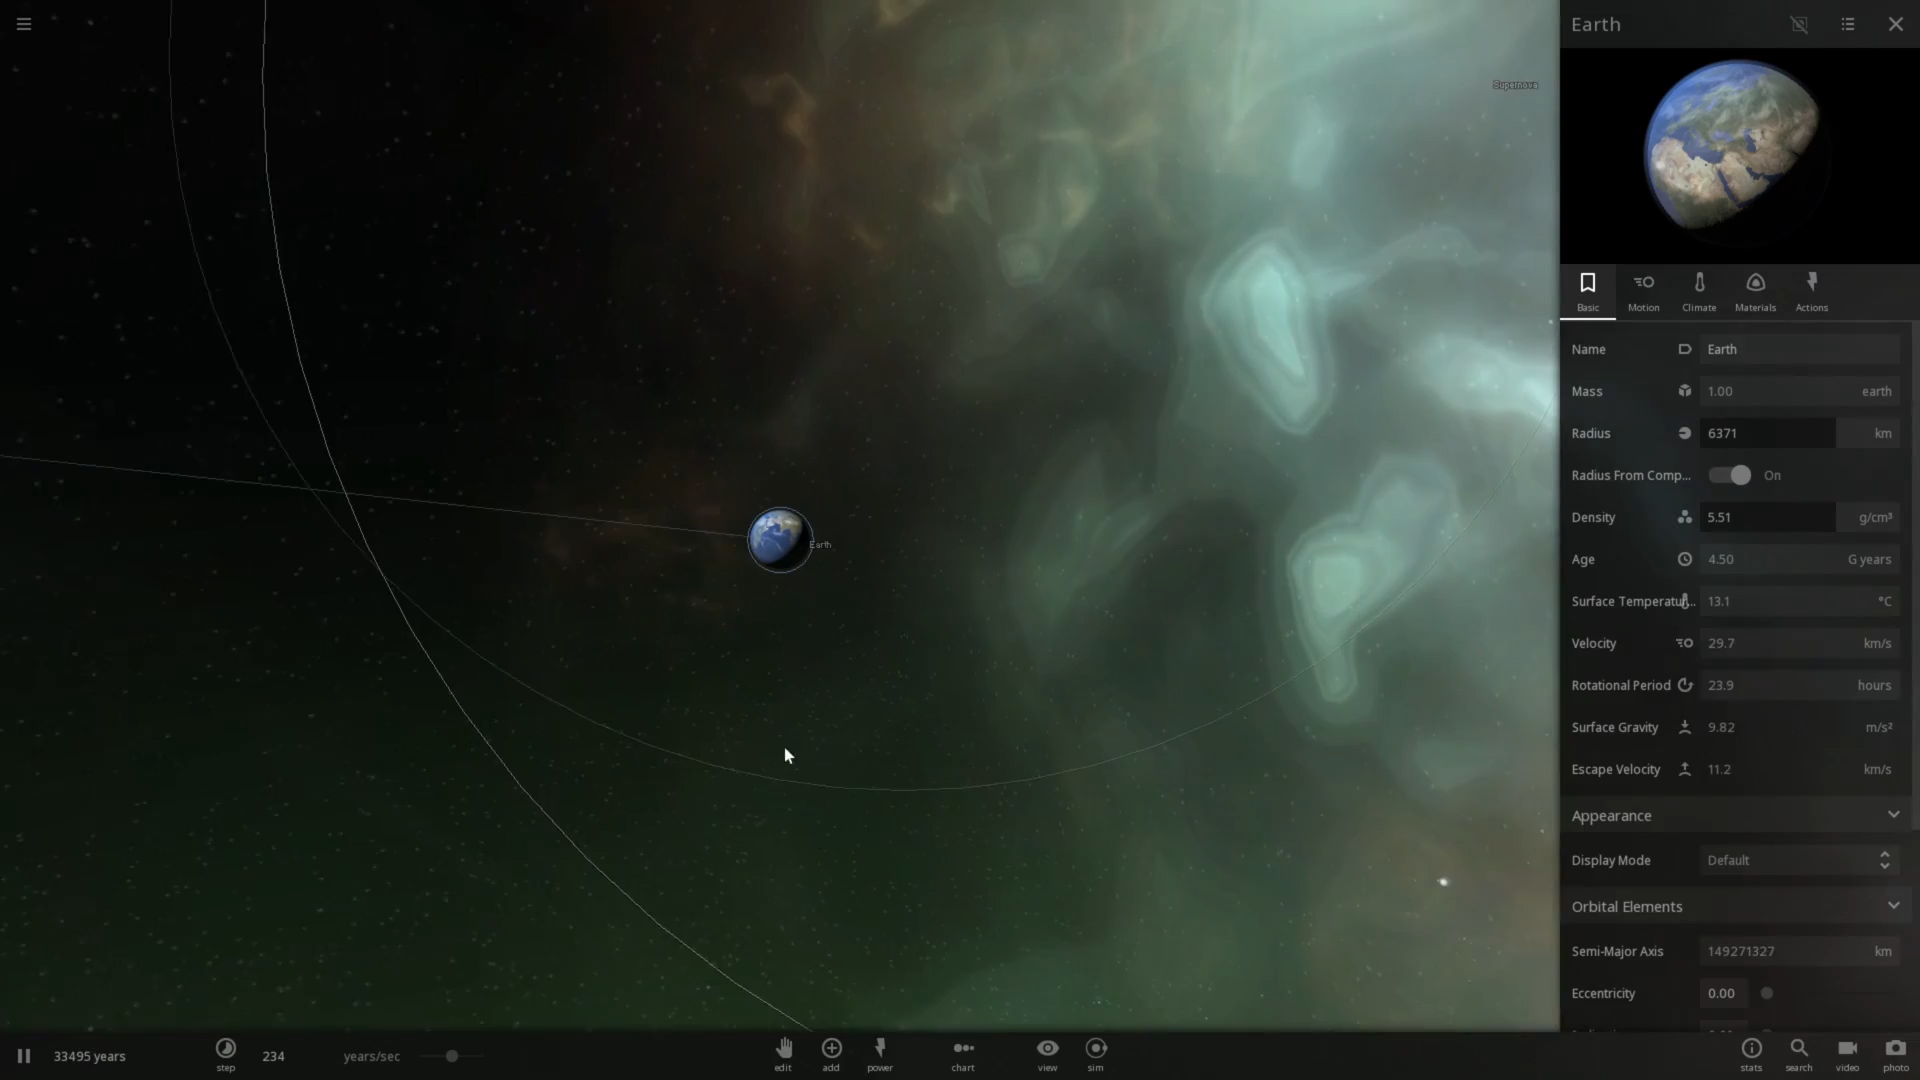 Earth
Supernova
Earth
Basic
Motion
Climate
Materials
Actions
Name Earth
Mass 1.00 earth
Radius 6371 km
Radius From Comp... On
Density 5.51 g/cm³
Age 4.50 G years
Surface Temperatur... 13.1 °C
Velocity 29.7 km/s
Rotational Period 23.9 hours
Surface Gravity 9.82 m/s²
Escape Velocity 11.2 km/s
Appearance
Display Mode Default
Orbital Elements
Semi-Major Axis 149271327 km
Eccentricity 0.00
33495 years
step
234 years/sec
edit
add
power
chart
view
sim
stats
search
video
photo